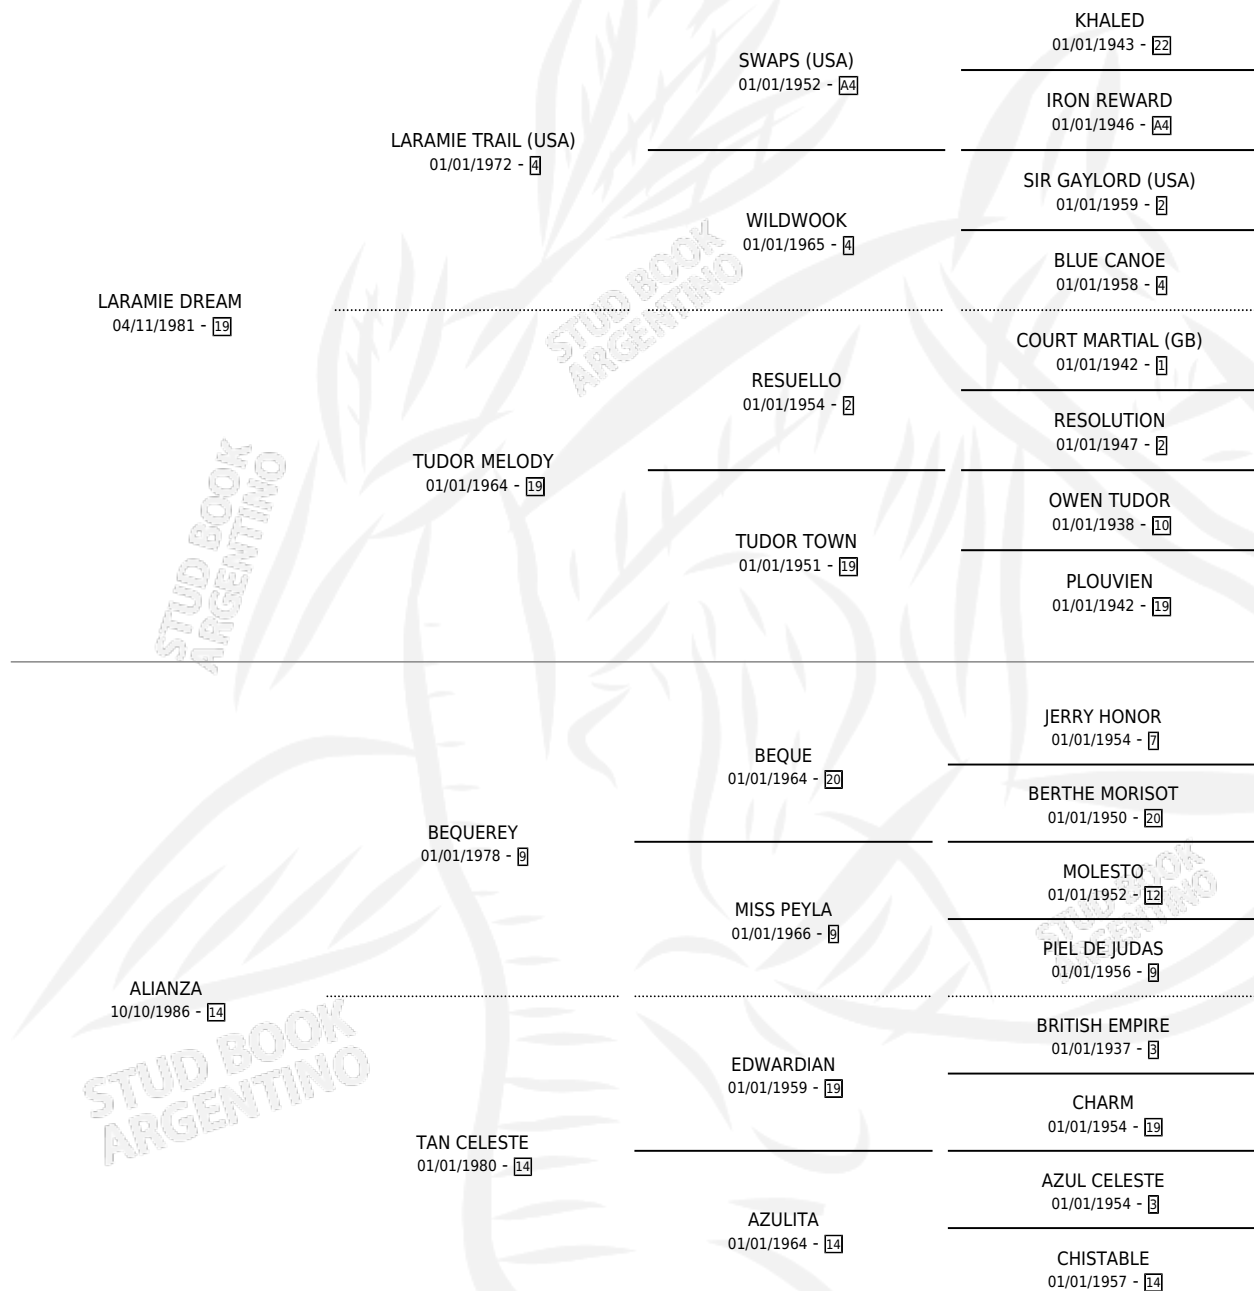 KHALED
01/01/1943 - 22
SWAPS (USA)
01/01/1952 - A4
IRON REWARD
01/01/1946 - A4
LARAMIE TRAIL (USA)
01/01/1972 - 4
SIR GAYLORD (USA)
01/01/1959 - 2
WILDWOOK
01/01/1965 - 4
BLUE CANOE
01/01/1958 - 4
LARAMIE DREAM
04/11/1981 - 19
COURT MARTIAL (GB)
01/01/1942 - 1
RESUELLO
01/01/1954 - 2
RESOLUTION
01/01/1947 - 2
TUDOR MELODY
01/01/1964 - 19
OWEN TUDOR
01/01/1938 - 10
TUDOR TOWN
01/01/1951 - 19
PLOUVIEN
01/01/1942 - 19
JERRY HONOR
01/01/1954 - 7
BEQUE
01/01/1964 - 20
BERTHE MORISOT
01/01/1950 - 20
BEQUEREY
01/01/1978 - 9
MOLESTO
01/01/1952 - 12
MISS PEYLA
01/01/1966 - 9
PIEL DE JUDAS
01/01/1956 - 9
ALIANZA
10/10/1986 - 14
BRITISH EMPIRE
01/01/1937 - 3
EDWARDIAN
01/01/1959 - 19
CHARM
01/01/1954 - 19
TAN CELESTE
01/01/1980 - 14
AZUL CELESTE
01/01/1954 - 3
AZULITA
01/01/1964 - 14
CHISTABLE
01/01/1957 - 14
STUD BOOK
ARGENTINO
STUD BOOK
ARGENTINO
STUD BOOK
ARGENTINO
STUD BOOK
ARGENTINO